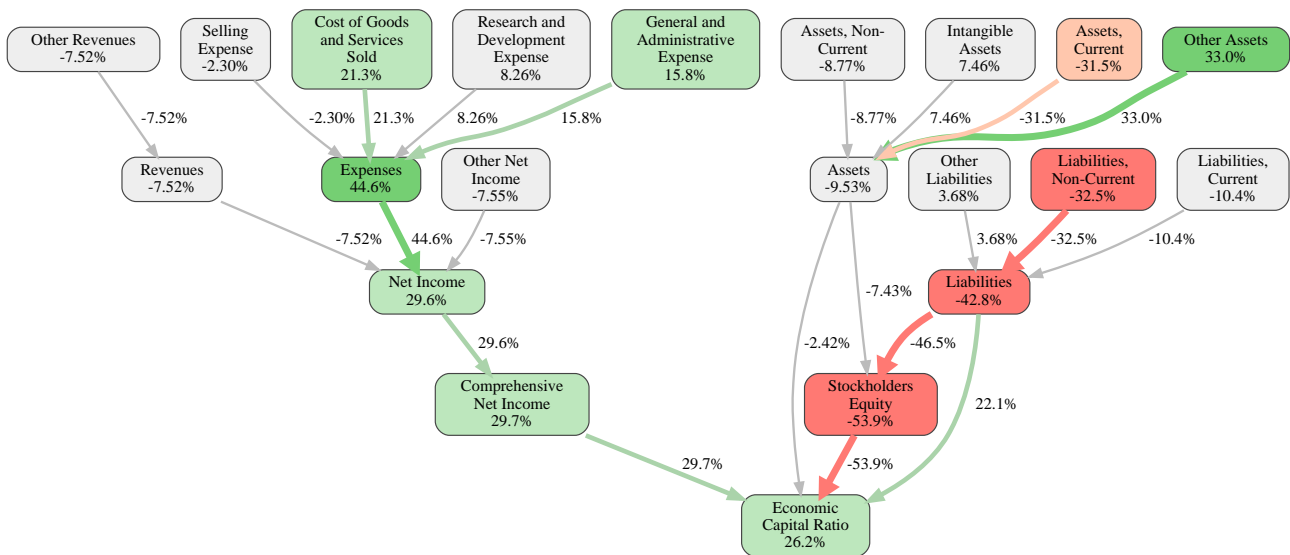 Other Revenues
-7.52%
Selling
Expense
-2.30%
Cost of Goods
and Services
Sold
21.3%
Research and
Development
Expense
8.26%
General and
Administrative
Expense
15.8%
Assets, Non-
Current
-8.77%
Intangible
Assets
7.46%
Assets,
Current
-31.5%
Other Assets
33.0%
-7.52%
-2.30%
21.3%
8.26%
15.8%
-8.77%
7.46%
-31.5%
33.0%
Revenues
-7.52%
Expenses
44.6%
Other Net
Income
-7.55%
Assets
-9.53%
Other
Liabilities
3.68%
Liabilities,
Non-Current
-32.5%
Liabilities,
Current
-10.4%
-7.52%
44.6%
-7.55%
3.68%
-32.5%
-10.4%
Net Income
29.6%
Liabilities
-42.8%
29.6%
-2.42%
-7.43%
-46.5%
22.1%
Comprehensive
Net Income
29.7%
Stockholders
Equity
-53.9%
29.7%
-53.9%
Economic
Capital Ratio
26.2%